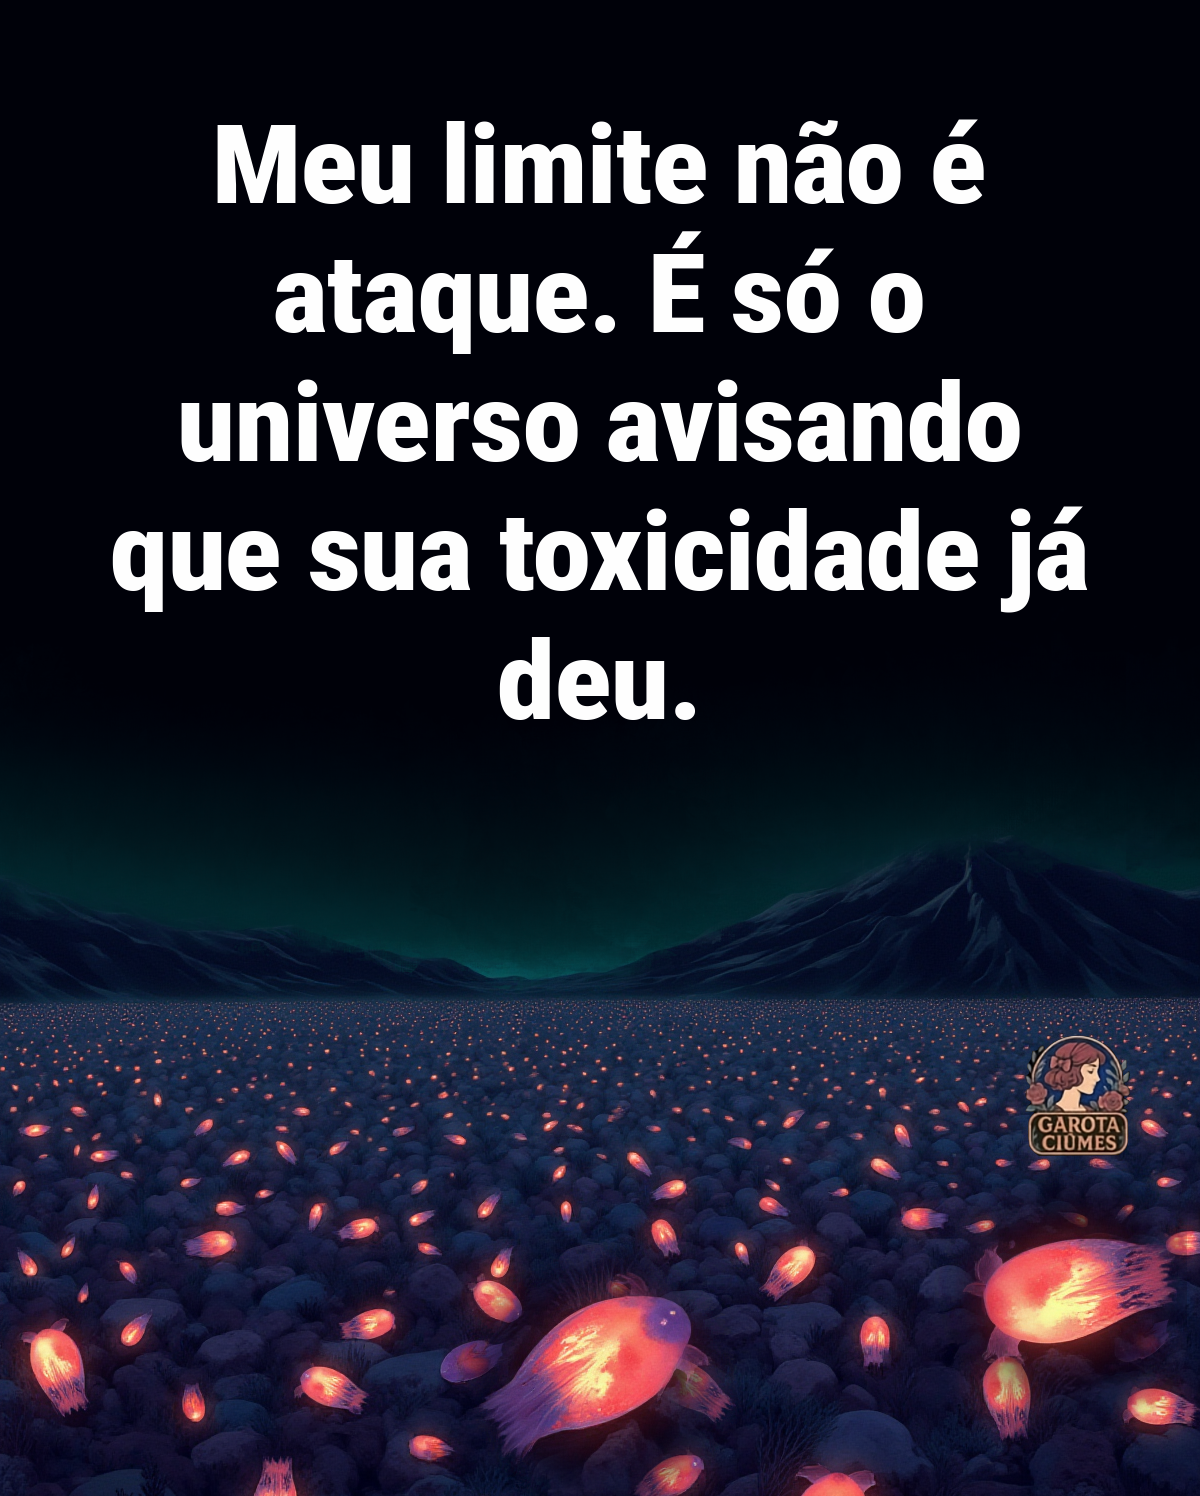 Meu limite não é
ataque. É só o
universo avisando
que sua toxicidade já
deu.
GAROTA
CIÚMES